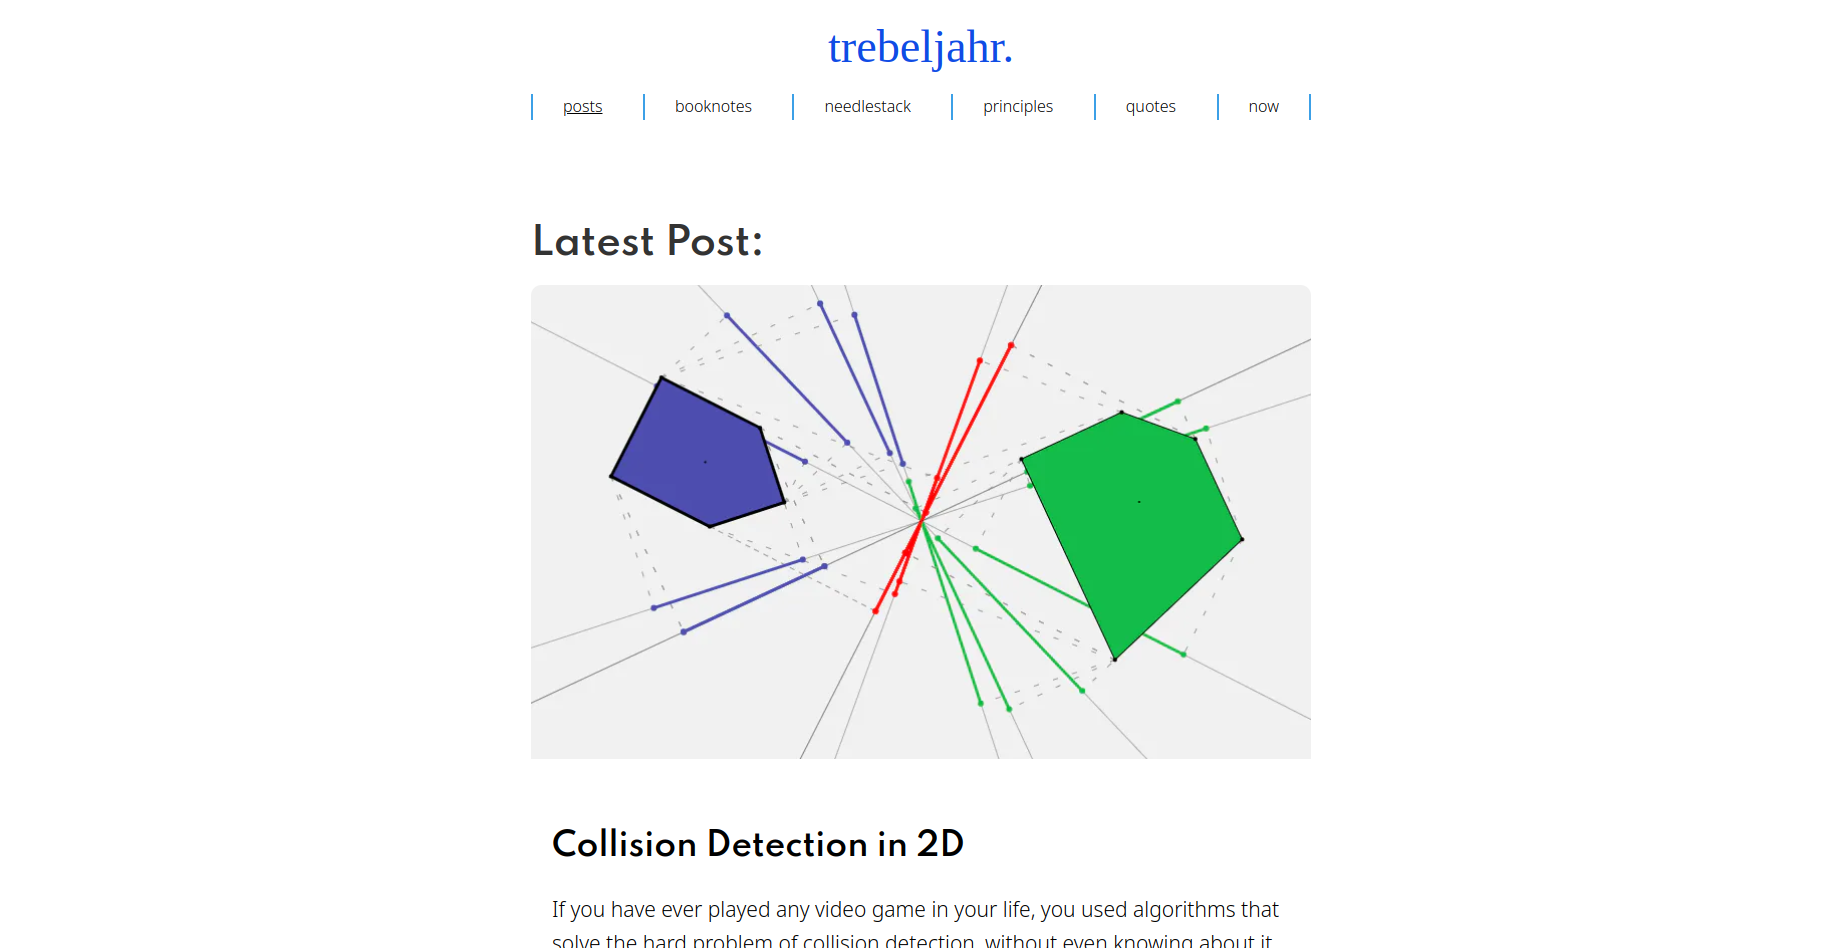 trebeljahr.
posts booknotes needlestack principles quotes now
Latest Post:
Collision Detection in 2D
If you have ever played any video game in your life, you used algorithms that
solve the hard problem of collision detection, without even knowing about it.